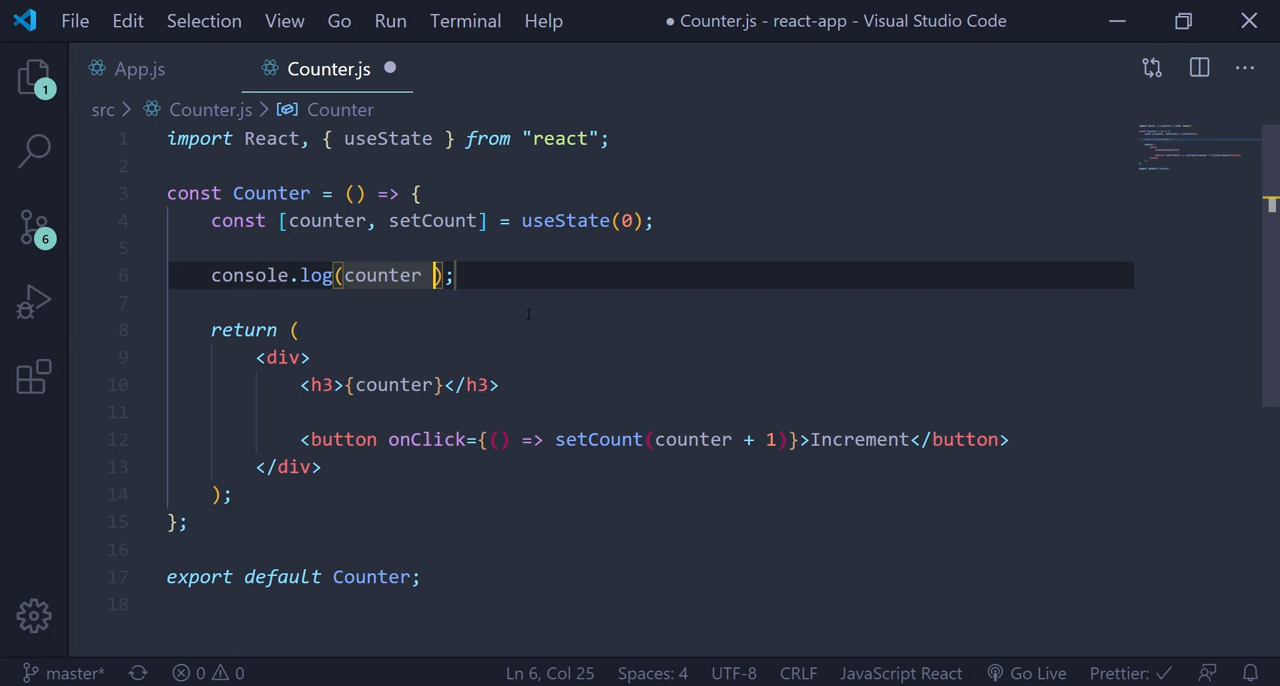 File Edit Selection View Go Run Terminal Help ● Counter.js - react-app - Visual Studio Code
App.js Counter.js
src > Counter.js > Counter
1 import React, { useState } from "react";
2
3 const Counter = () => {
4 const [counter, setCount] = useState(0);
5
6 console.log(counter );
7
8 return (
9 <div>
10 <h3>{counter}</h3>
11
12 <button onClick={() => setCount(counter + 1)}>Increment</button>
13 </div>
14 );
15 };
16
17 export default Counter;
18
1
6
master* 0 0 Ln 6, Col 25 Spaces: 4 UTF-8 CRLF JavaScript React Go Live Prettier: ✓